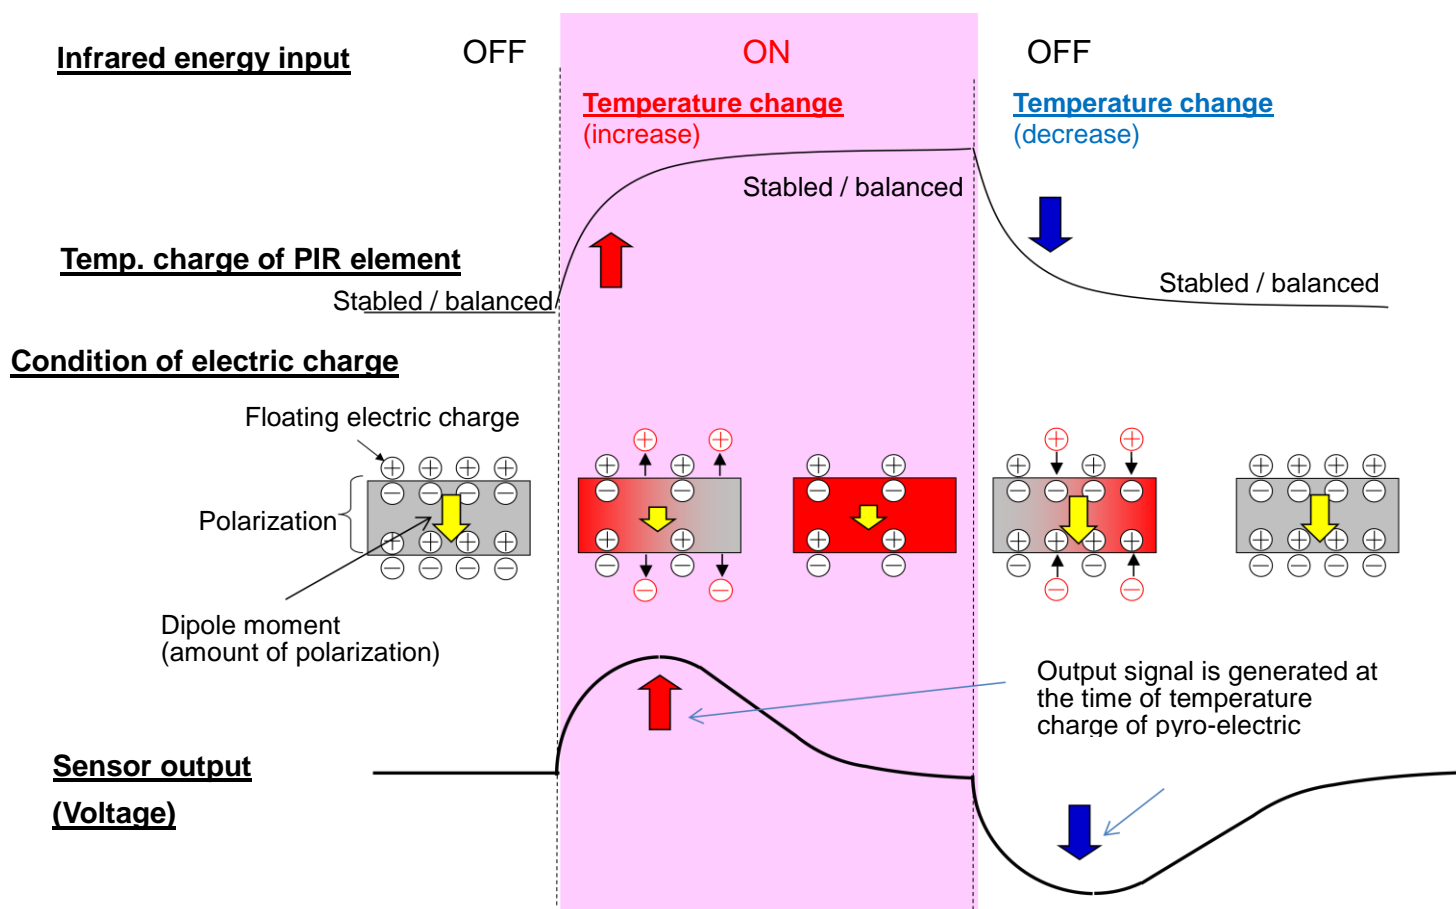 Infrared energy input
OFF
ON
OFF
Temperature change
(increase)
Temperature change
(decrease)
Stabled / balanced
Temp. charge of PIR element
Stabled / balanced
Stabled / balanced
Condition of electric charge
Floating electric charge
Polarization
Dipole moment
(amount of polarization)
Output signal is generated at
the time of temperature
charge of pyro-electric
Sensor output
(Voltage)